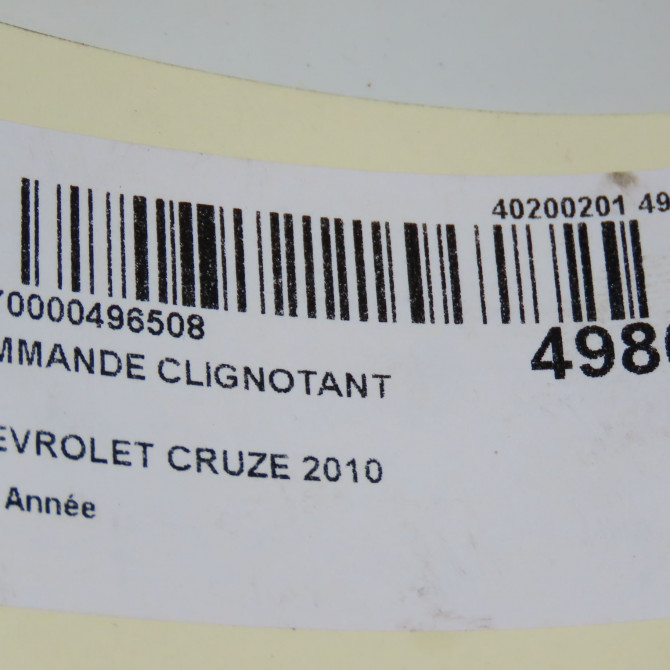 40200201 49
70000496508
498
MMANDE CLIGNOTANT
EVROLET CRUZE 2010
Année